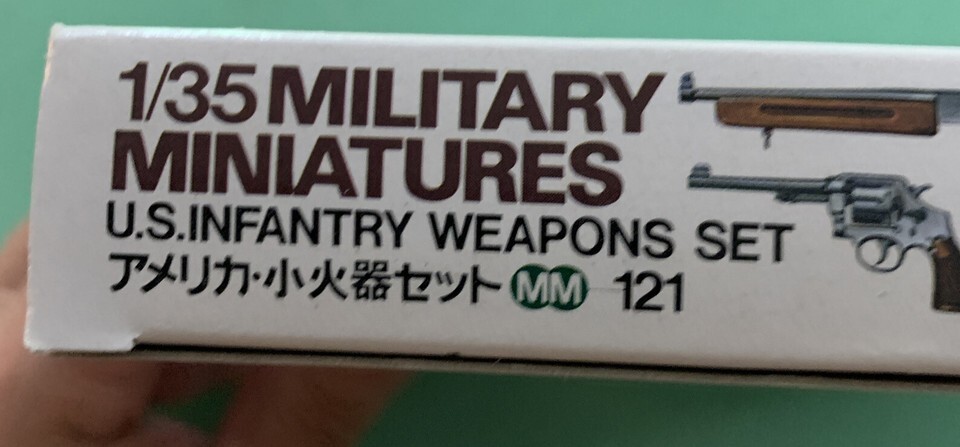 1/35 MILITARY
MINIATURES
U.S.INFANTRY WEAPONS SET
アメリカ・小火器セット MM 121